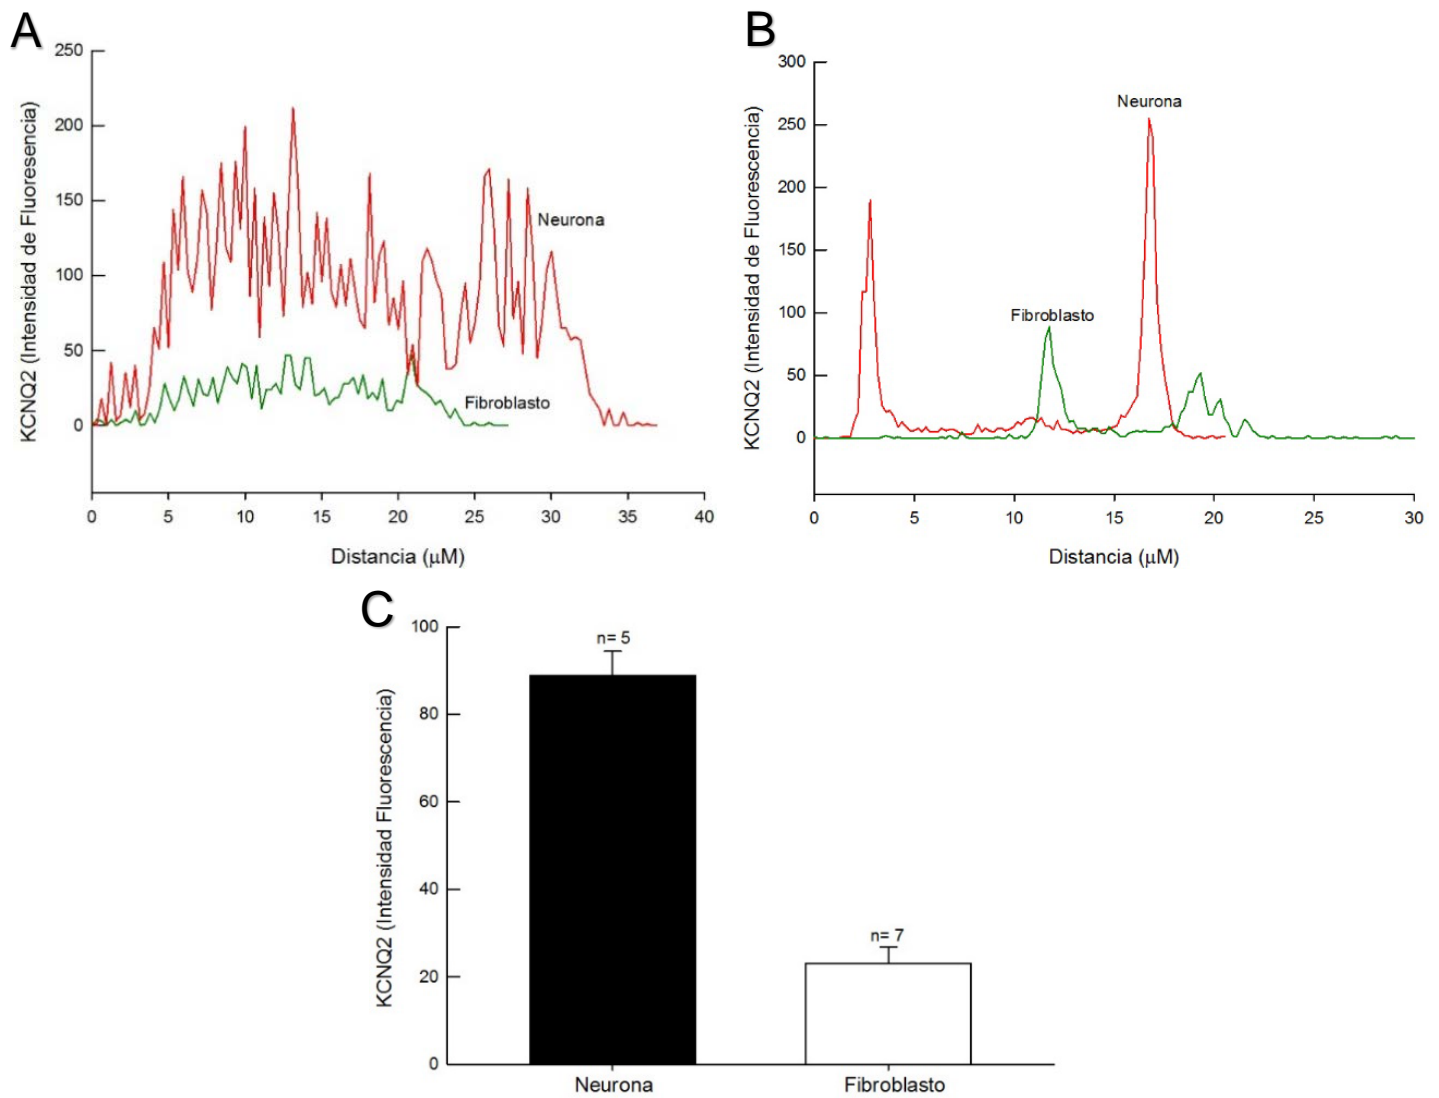 A
KCNQ2 (Intensidad de Fluoresencia)
250
200
150
100
50
0
Neurona
Fibroblasto
0 5 10 15 20 25 30 35 40
Distancia (μM)
B
KCNQ2 (Intensidad de Fluorescencia)
300
250
200
150
100
50
0
Neurona
Fibroblasto
0 5 10 15 20 25 30
Distancia (μM)
C
KCNQ2 (Intensidad Fluorescencia)
100
80
60
40
20
0
n= 5
n= 7
Neurona Fibroblasto